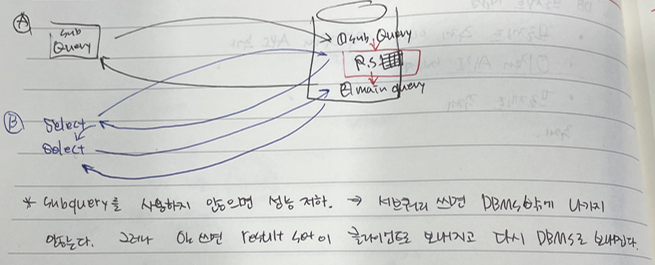 Ⓐ
Sub
Query
① Sub. Query
R.S
② main query
Ⓑ Select
Select
* Subquery를 사용하지 않으면 성능 저하. → 서브쿼리 쓰면 DBMS밖에 나가지
않는다. 그러나 안쓰면 result set이 클라이언트로 보내지고 다시 DBMS로 보내진다.